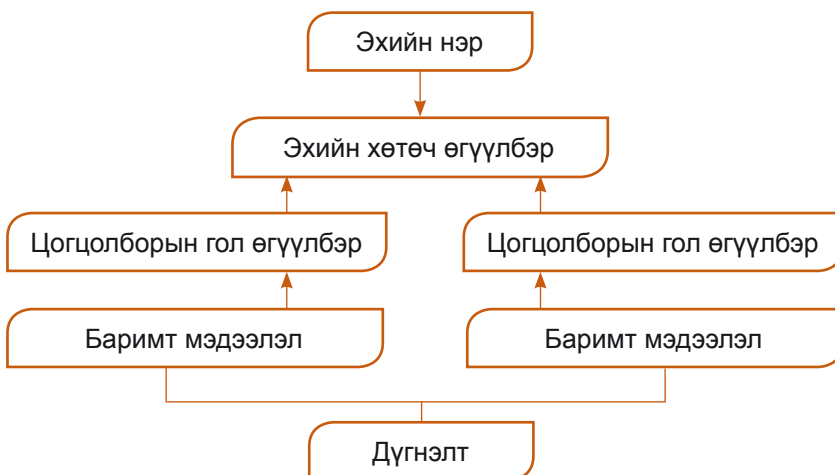 Эхийн нэр
Эхийн хөтөч өгүүлбэр
Цогцолборын гол өгүүлбэр
Цогцолборын гол өгүүлбэр
Баримт мэдээлэл
Баримт мэдээлэл
Дүгнэлт